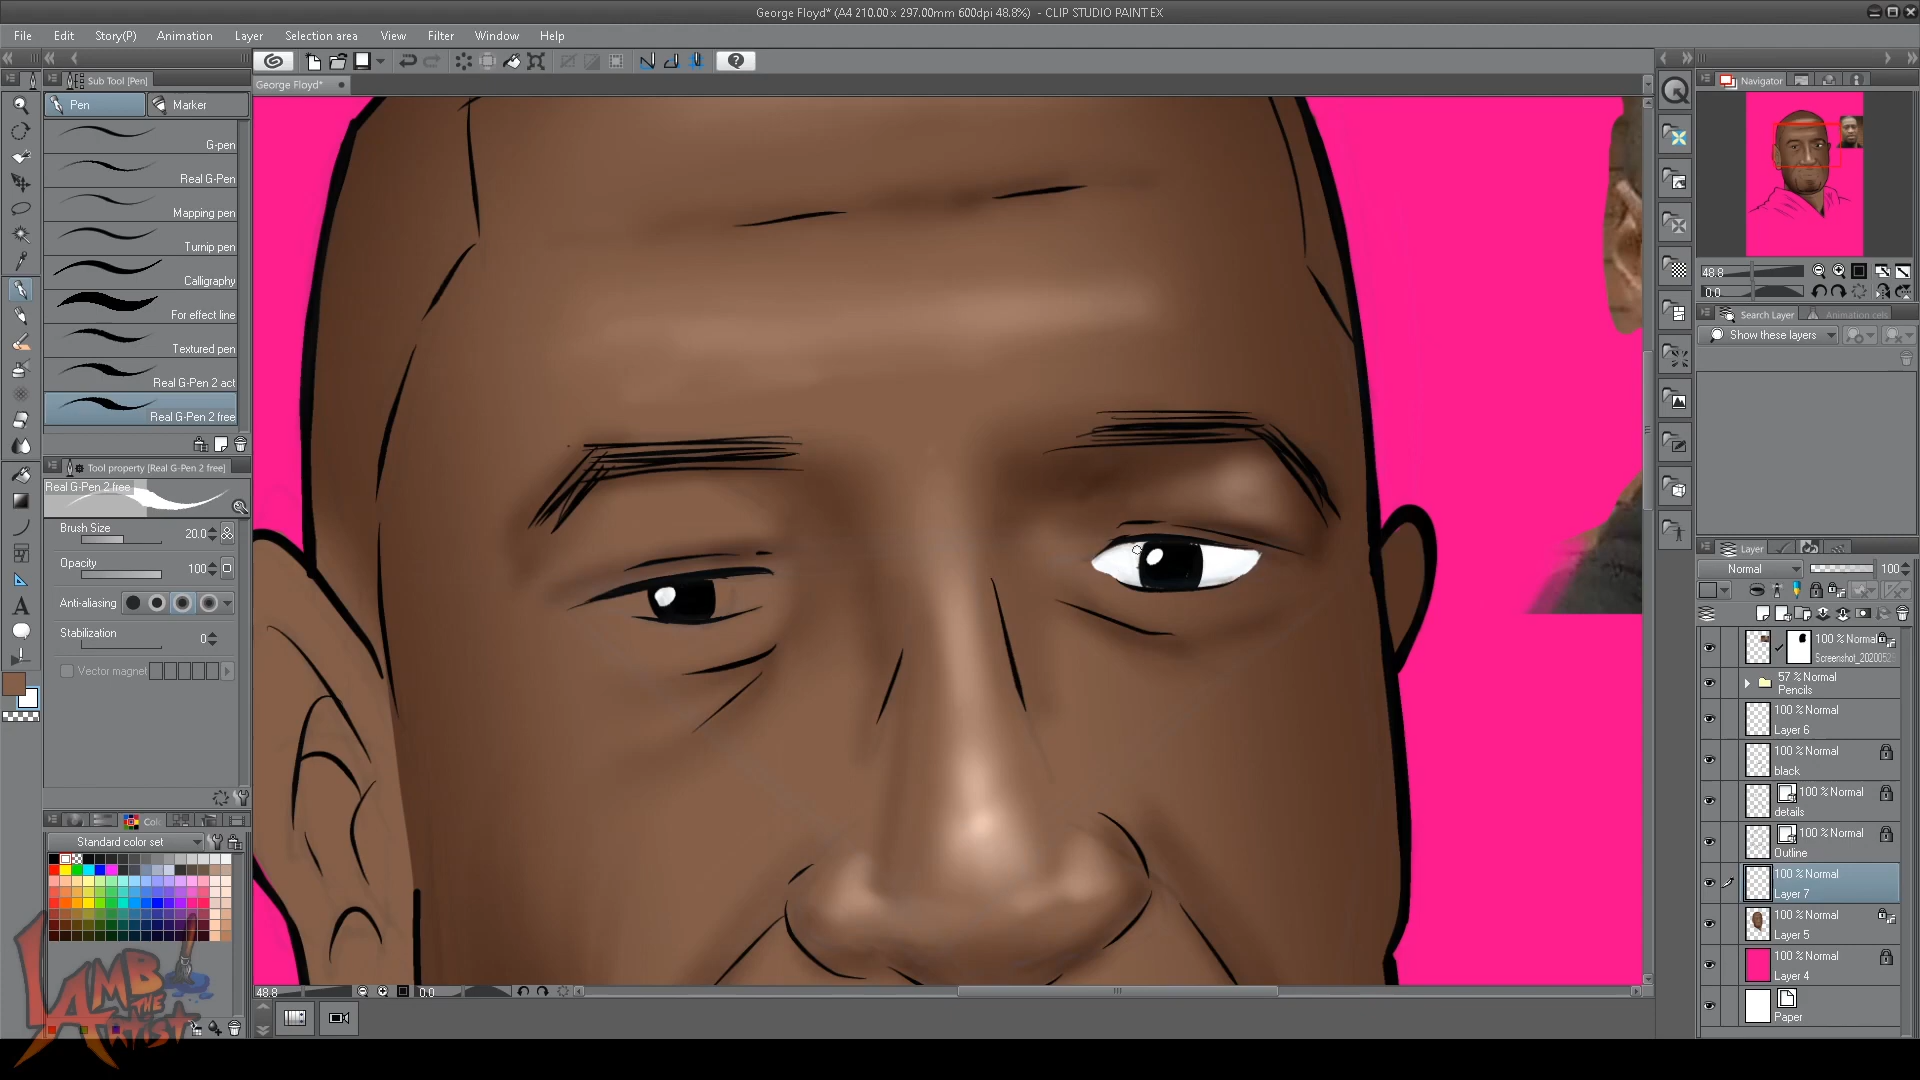 George Floyd* (A4 210.00 x 297.00mm 600dpi 48.8%)  - CLIP STUDIO PAINT EX
File Edit Story(P) Animation Layer Selection area View Filter Window Help
Sub Tool [Pen]
Pen
Marker
G-pen
Real G-Pen
Mapping pen
Turnip pen
Calligraphy
For effect line
Textured pen
Real G-Pen 2 act
Real G-Pen 2 free
Tool property [Real G-Pen 2 free]
Real G-Pen 2 free
Brush Size 20.0
Opacity 100
Anti-aliasing
Stabilization 0
Vector magnet
Col
Standard color set
LAMB
THE
ARTIST
George Floyd*
48.8 0.0
Navigator
48.8
0.0
Search Layer Animation cels
Show these layers
Layer
Normal 100
100 % Normal
Screenshot_2020052
57 % Normal
Pencils
100 % Normal
Layer 6
100 % Normal
black
100 % Normal
details
100 % Normal
Outline
100 % Normal
Layer 7
100 % Normal
Layer 5
100 % Normal
Layer 4
Paper